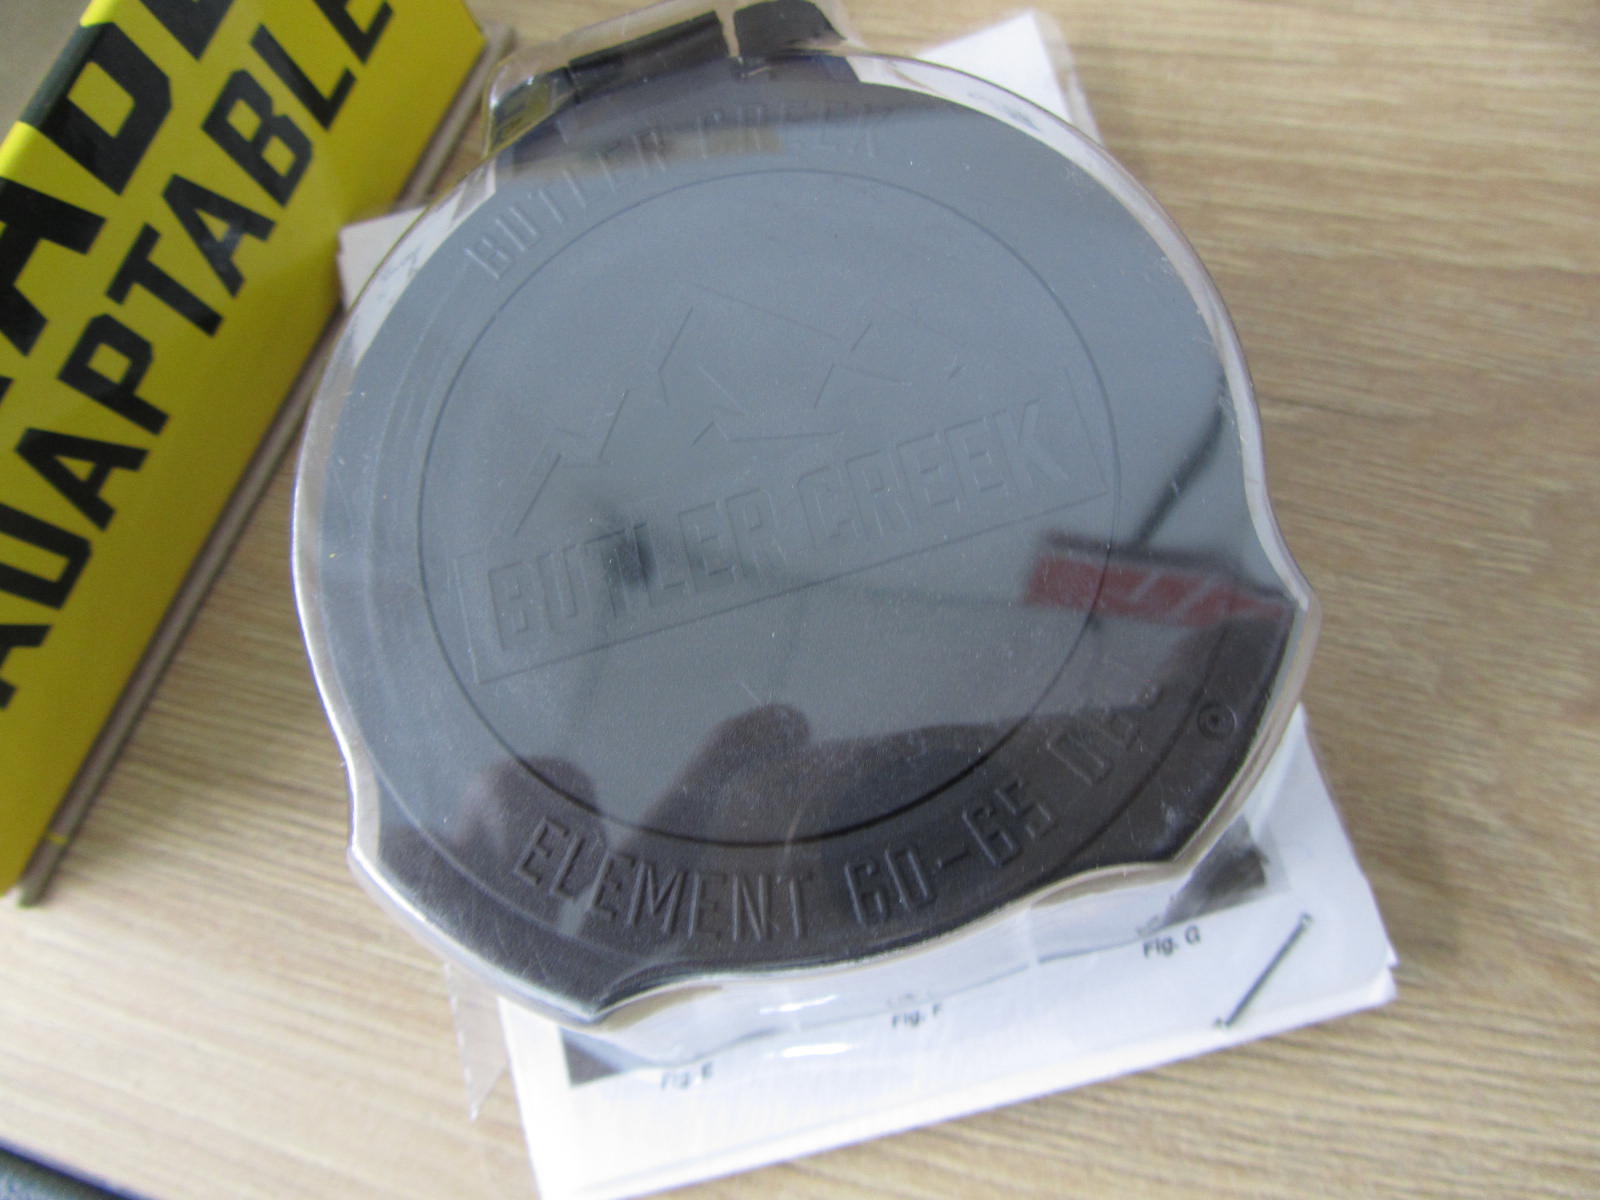 ADAPTABLE
BUTLER CREEK
BUTLER CREEK
ELEMENT 60-65
©
Fig. G
Fig. F
Fig. E